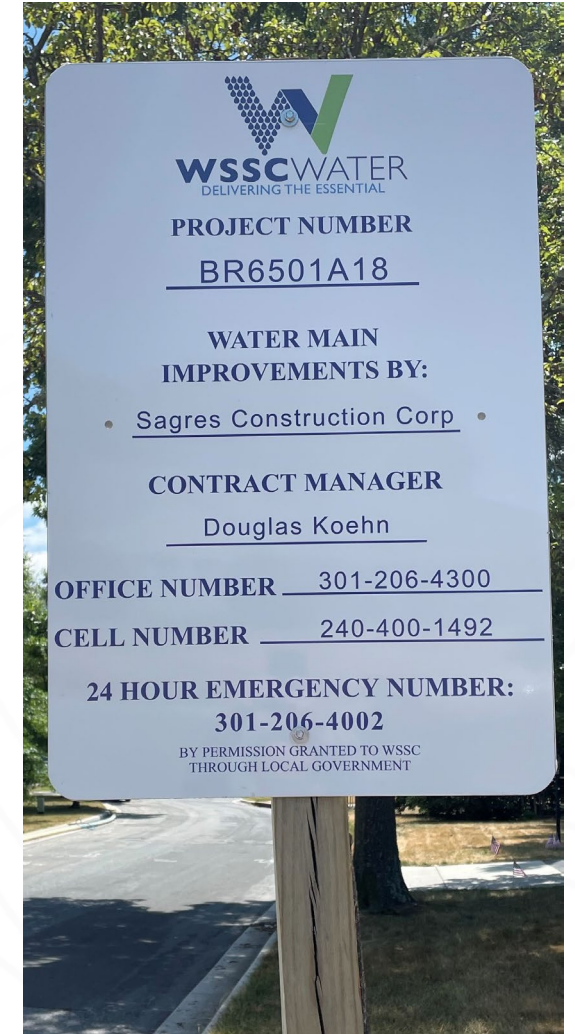 WSSCWATER
DELIVERING THE ESSENTIAL
PROJECT NUMBER
BR6501A18
WATER MAIN
IMPROVEMENTS BY:
Sagres Construction Corp
CONTRACT MANAGER
Douglas Koehn
OFFICE NUMBER 301-206-4300
CELL NUMBER 240-400-1492
24 HOUR EMERGENCY NUMBER:
301-206-4002
BY PERMISSION GRANTED TO WSSC
THROUGH LOCAL GOVERNMENT